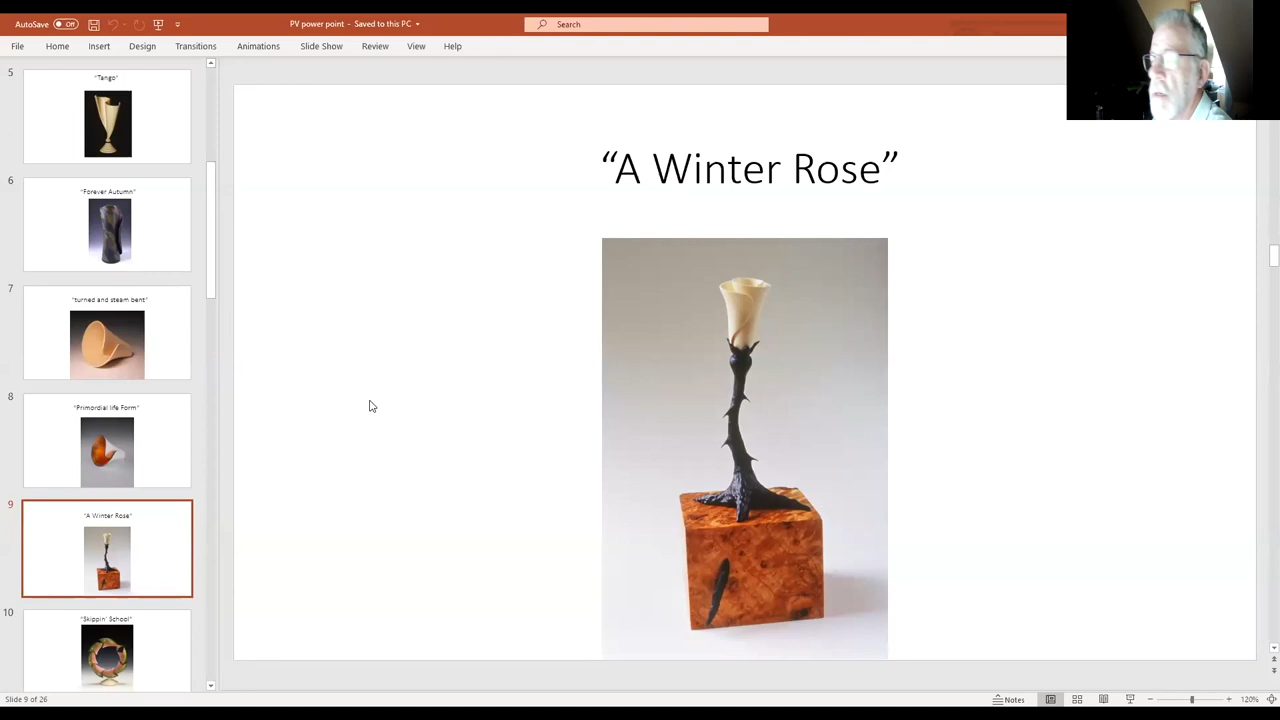 AutoSave Off
PV power point - Saved to this PC
Search
File Home Insert Design Transitions Animations Slide Show Review View Help
5
"Tango"
6
"Forever Autumn"
7
"turned and steam bent"
8
"Primordial life Form"
9
"A Winter Rose"
10
"Skippin' School"
“A Winter Rose”
Slide 9 of 26
Notes
120%